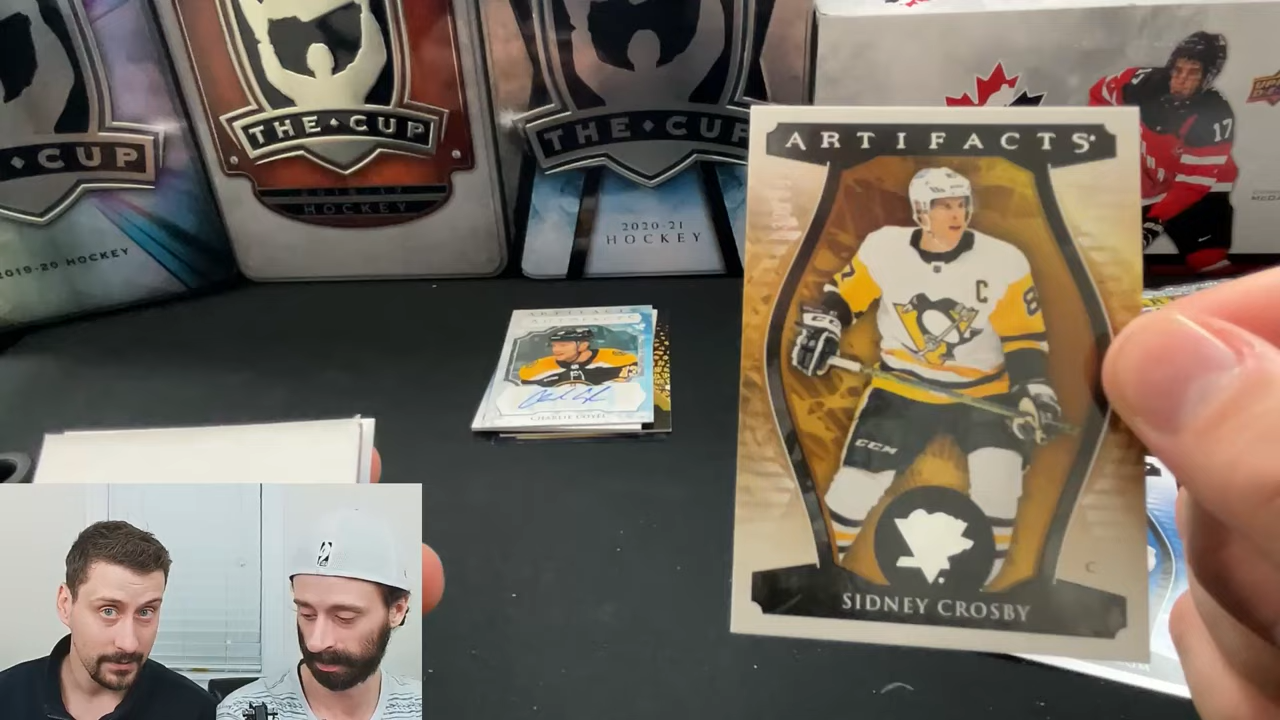 THE CUP
HOCKEY
THE CUP
CUP
2019-20 HOCKEY
2020-21
HOCKEY
17
ARTIFACTS
C
CCM
C
SIDNEY CROSBY
ARTIFACTS
CHARLIE COYLE